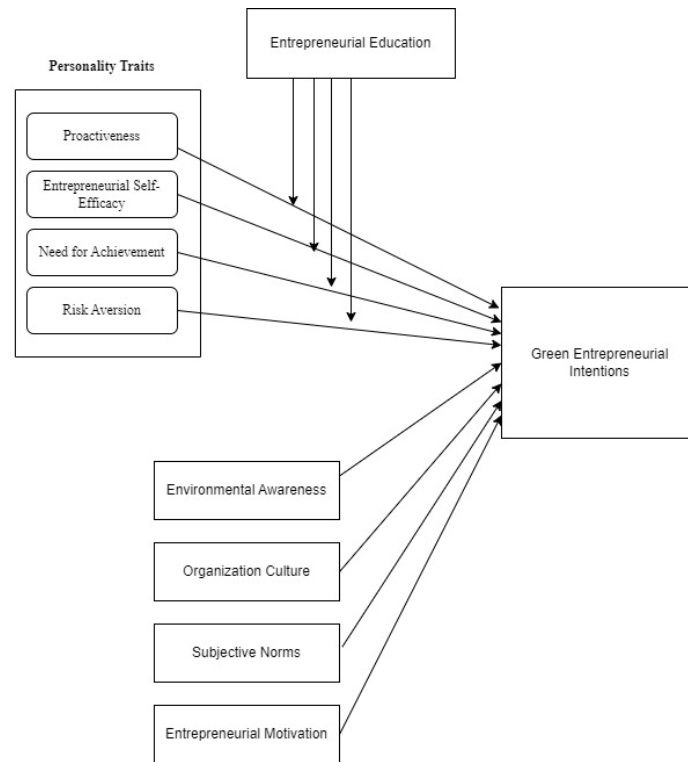 Entrepreneurial Education
Personality Traits
Proactiveness
Entrepreneurial Self-
Efficacy
Need for Achievement
Risk Aversion
Green Entrepreneurial
Intentions
Environmental Awareness
Organization Culture
Subjective Norms
Entrepreneurial Motivation